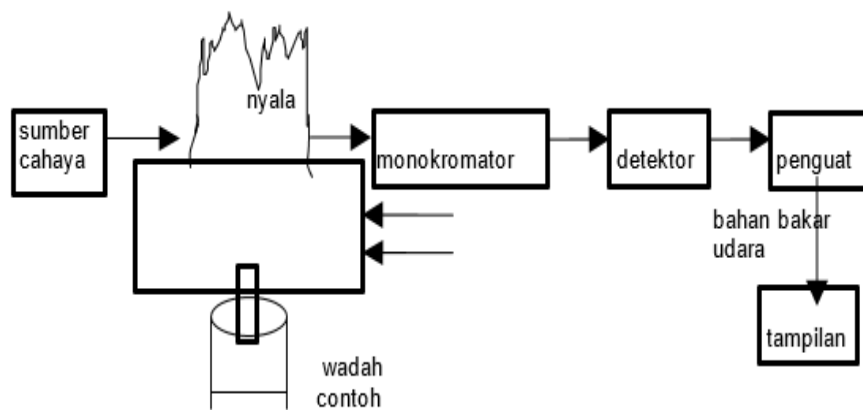 nyala
sumber
cahaya
monokromator
detektor
penguat
bahan bakar
udara
tampilan
wadah
contoh